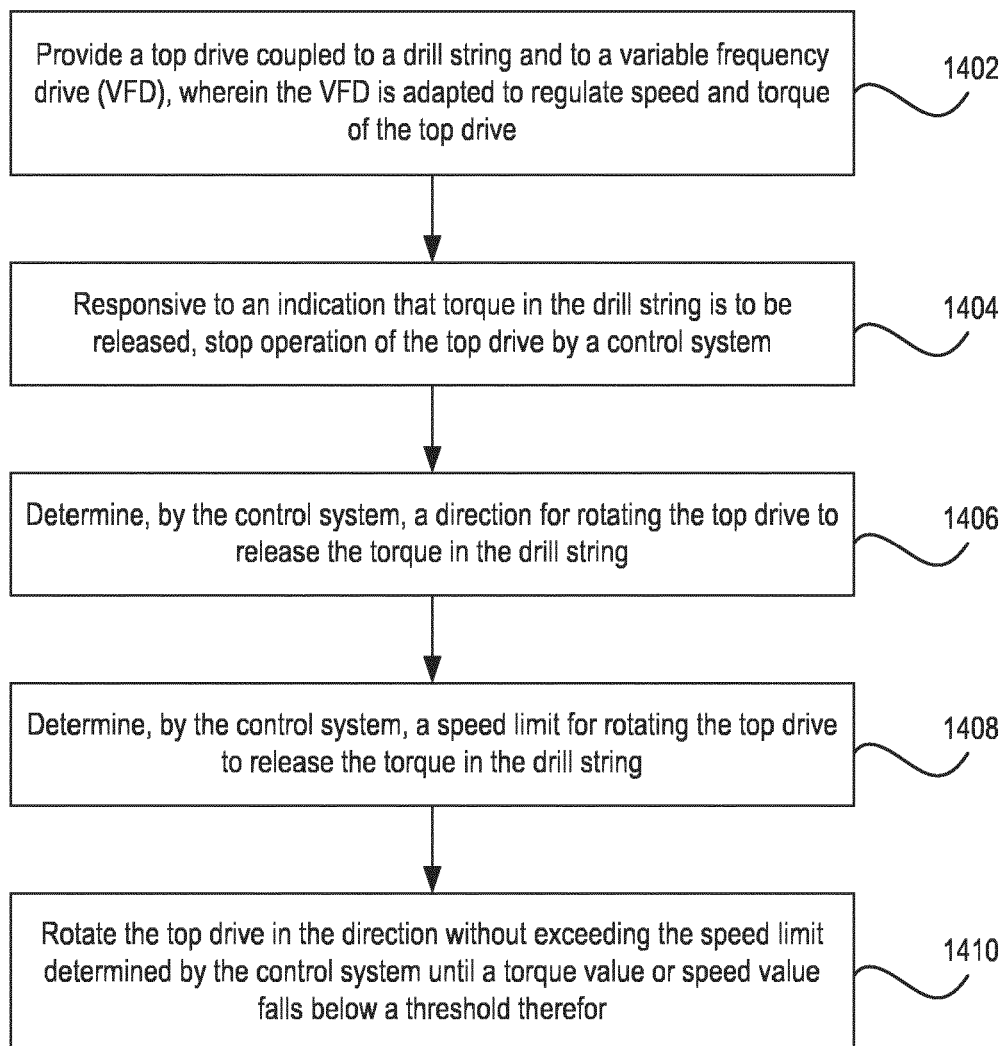 Provide a top drive coupled to a drill string and to a variable frequency
drive (VFD), wherein the VFD is adapted to regulate speed and torque
of the top drive
1402
Responsive to an indication that torque in the drill string is to be
released, stop operation of the top drive by a control system
1404
Determine, by the control system, a direction for rotating the top drive to
release the torque in the drill string
1406
Determine, by the control system, a speed limit for rotating the top drive
to release the torque in the drill string
1408
Rotate the top drive in the direction without exceeding the speed limit
determined by the control system until a torque value or speed value
falls below a threshold therefor
1410